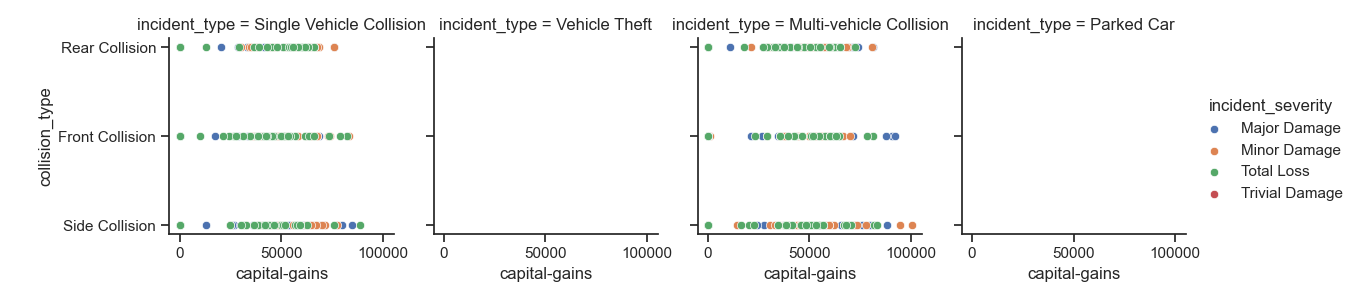 incident_type = Single Vehicle Collision
incident_type = Vehicle Theft
incident_type = Multi-vehicle Collision
incident_type = Parked Car
collision_type
Rear Collision
Front Collision
Side Collision
0 50000 100000
0 50000 100000
0 50000 100000
0 50000 100000
capital-gains
capital-gains
capital-gains
capital-gains
incident_severity
Major Damage
Minor Damage
Total Loss
Trivial Damage